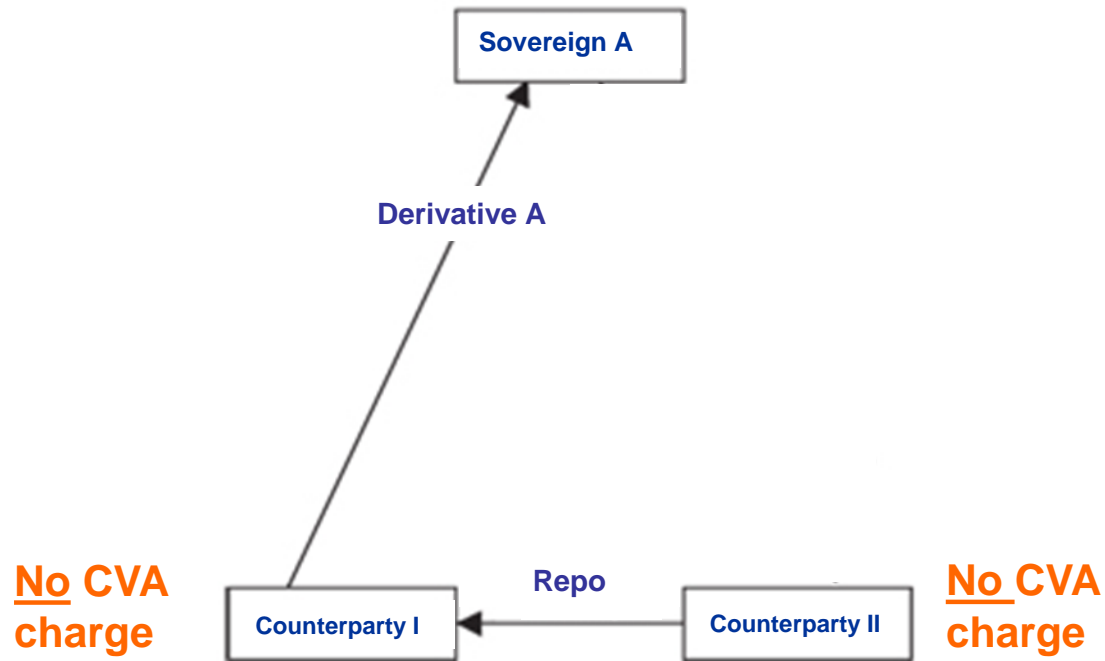 Sovereign A
Derivative A
No CVA
charge
Counterparty I
Repo
Counterparty II
No CVA
charge